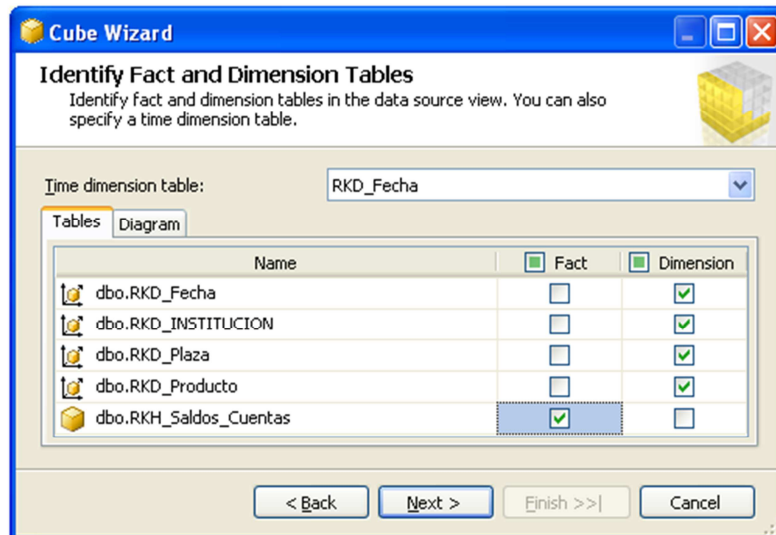 Cube Wizard
Identify Fact and Dimension Tables
Identify fact and dimension tables in the data source view. You can also
specify a time dimension table.
Time dimension table: RKD_Fecha
Tables Diagram
Name Fact Dimension
dbo.RKD_Fecha
dbo.RKD_INSTITUCION
dbo.RKD_Plaza
dbo.RKD_Producto
dbo.RKH_Saldos_Cuentas
< Back Next > Finish >>| Cancel